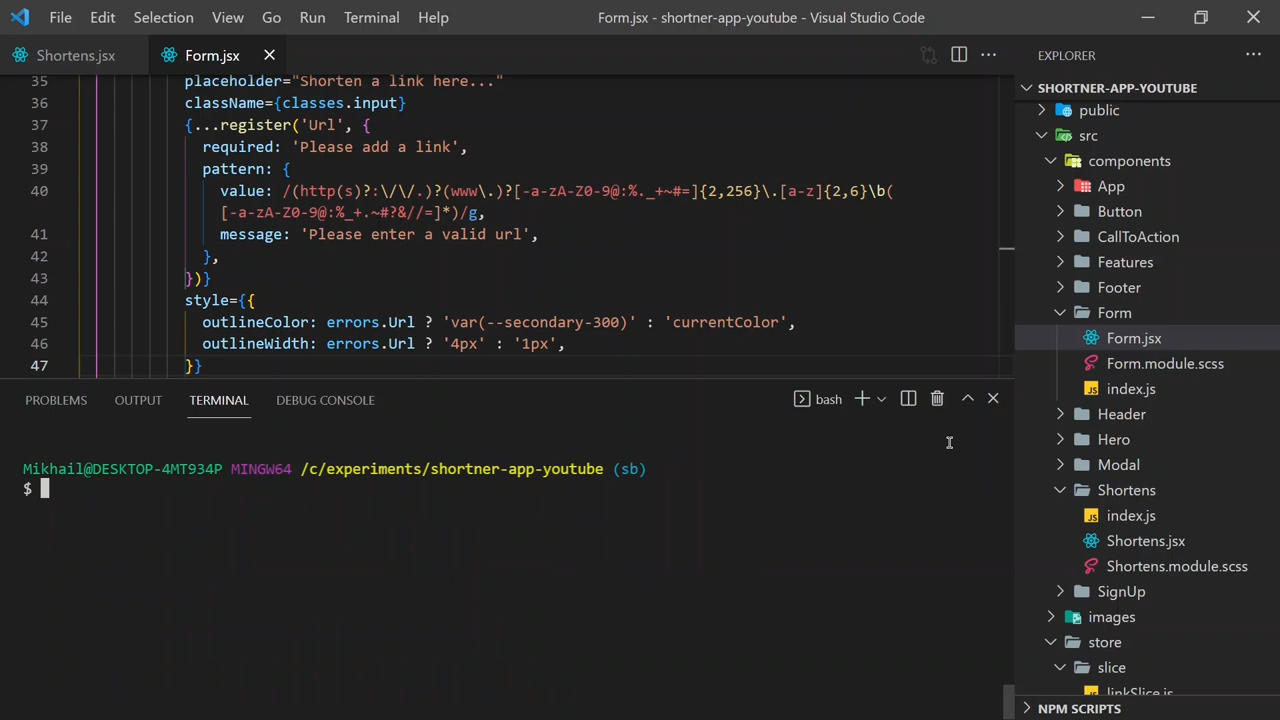 File Edit Selection View Go Run Terminal Help
Form.jsx - shortner-app-youtube - Visual Studio Code
Shortens.jsx
Form.jsx
35 placeholder="Shorten a link here..."
36 className={classes.input}
37 {...register('Url', {
38 required: 'Please add a link',
39 pattern: {
40 value: /(http(s)?:\/\/.)?(www\.)?[-a-zA-Z0-9@:%._+~#=]{2,256}\.[a-z]{2,6}\b(
[-a-zA-Z0-9@:%_+.~#?&//=]*)/g,
41 message: 'Please enter a valid url',
42 },
43 })}
44 style={{
45 outlineColor: errors.Url ? 'var(--secondary-300)' : 'currentColor',
46 outlineWidth: errors.Url ? '4px' : '1px',
47 }}
PROBLEMS OUTPUT TERMINAL DEBUG CONSOLE
bash
Mikhail@DESKTOP-4MT934P MINGW64 /c/experiments/shortner-app-youtube (sb)
$
EXPLORER
SHORTNER-APP-YOUTUBE
public
src
components
App
Button
CallToAction
Features
Footer
Form
Form.jsx
Form.module.scss
JS index.js
Header
Hero
Modal
Shortens
JS index.js
Shortens.jsx
Shortens.module.scss
SignUp
images
store
slice
JS linkSlice.js
NPM SCRIPTS